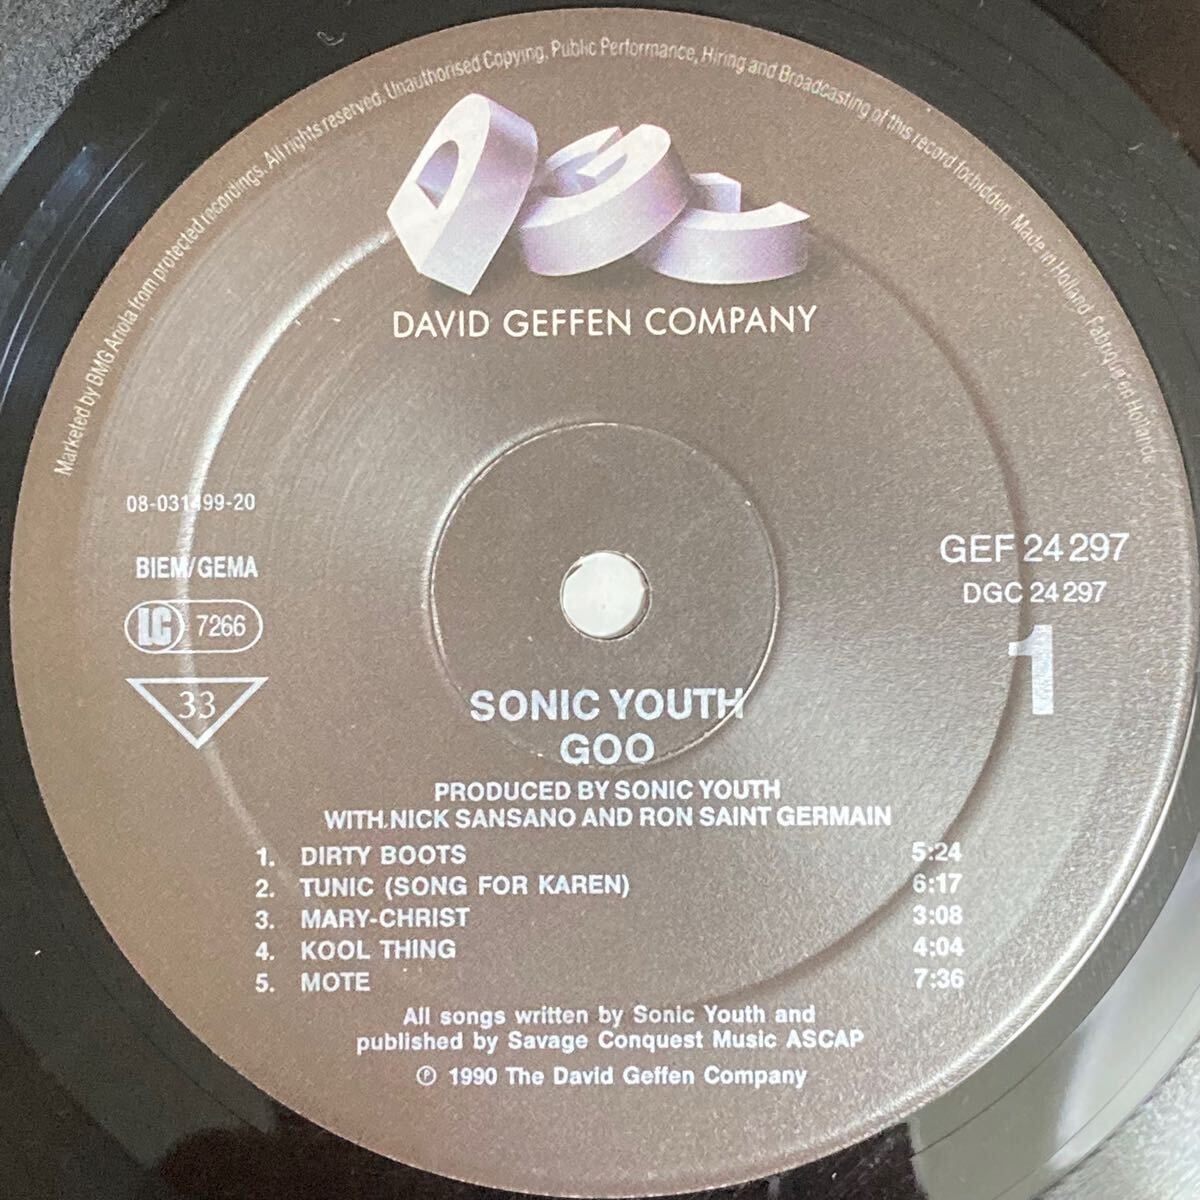 Marketed by BMG Ariola from protected recordings. All rights reserved. Unauthorised Copying, Public Performance, Hiring and Broadcasting of this record forbidden. Made in Holland Fabriqué en Hollande
DGC
DAVID GEFFEN COMPANY
08-031499-20
BIEM/GEMA
LC 7266
33
GEF 24 297
DGC 24 297
1
SONIC YOUTH
GOO
PRODUCED BY SONIC YOUTH
WITH NICK SANSANO AND RON SAINT GERMAIN
1. DIRTY BOOTS 5:24
2. TUNIC (SONG FOR KAREN) 6:17
3. MARY-CHRIST 3:08
4. KOOL THING 4:04
5. MOTE 7:36
All songs written by Sonic Youth and
published by Savage Conquest Music ASCAP
℗ 1990 The David Geffen Company